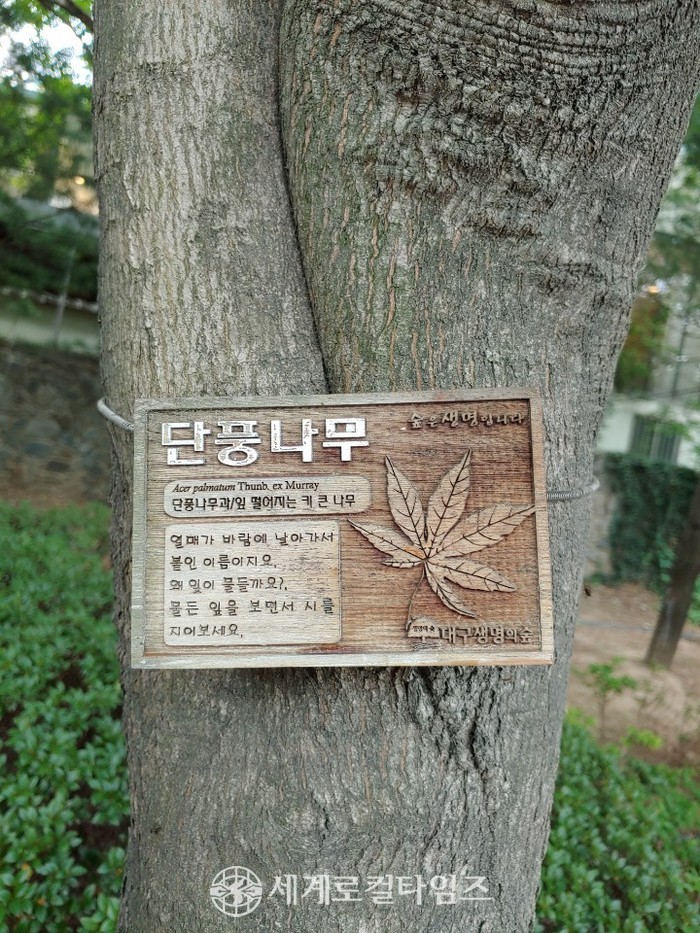 단풍나무
숲은생명입니다
Acer palmatum Thunb. ex Murray
단풍나무과/잎 떨어지는 키 큰 나무
열매가 바람에 날아가서
붙인 이름이지요.
왜 잎이 물들까요?.
물든 잎을 보면서 시를
지어보세요.
대구생명의숲
세계로컬타임즈